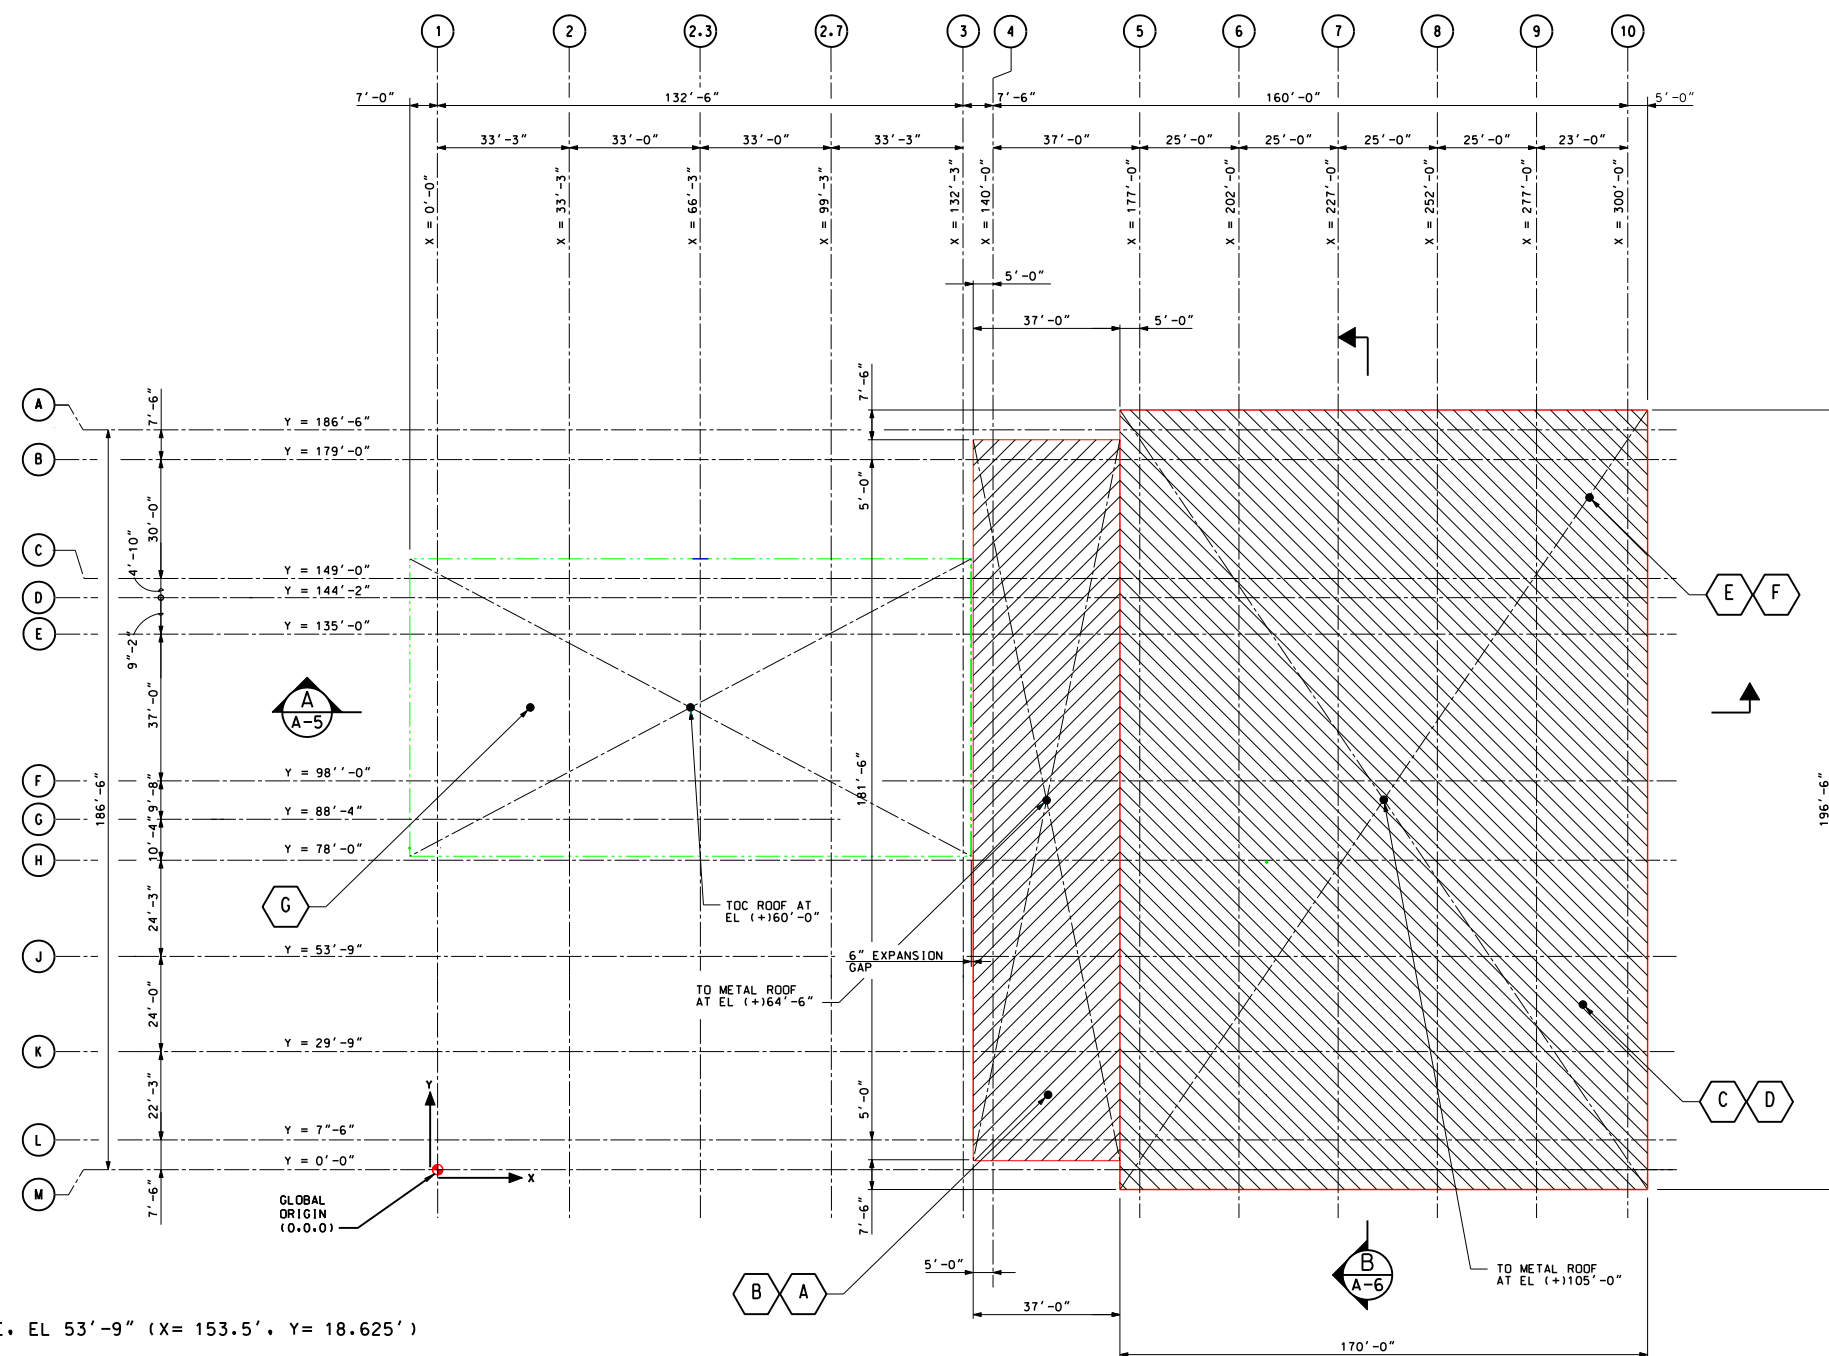 1 2 2.3 2.7 3 4 5 6 7 8 9 10
7'-0" 132'-6" 7'-6" 160'-0" 5'-0"
33'-3" 33'-0" 33'-0" 33'-3" 37'-0" 25'-0" 25'-0" 25'-0" 25'-0" 23'-0"
X = 0'-0"
X = 33'-3"
X = 66'-3"
X = 99'-3"
X = 132'-3"
X = 140'-0"
X = 177'-0"
X = 202'-0"
X = 227'-0"
X = 252'-0"
X = 277'-0"
X = 300'-0"
5'-0"
37'-0" 5'-0"
7'-6"
A
7'-6"
Y = 186'-6"
B
Y = 179'-0"
30'-0"
5'-0"
C
4'-10"
Y = 149'-0"
D
Y = 144'-2"
E
Y = 135'-0"
9"-2"
E F
37'-0"
A
A-5
F
Y = 98''-0"
9'-8"
186'-6"
181'-6"
196'-6"
G
Y = 88'-4"
10'-4"
H
Y = 78'-0"
G
24'-3"
TOC ROOF AT
EL (+)60'-0"
J
Y = 53'-9"
6" EXPANSION
GAP
TO METAL ROOF
AT EL (+)64'-6"
24'-0"
K
Y = 29'-9"
22'-3"
5'-0"
C D
L
Y = 7"-6"
Y
Y = 0'-0"
M
7'-6"
X
GLOBAL
ORIGIN
(0,0,0)
7'-6"
5'-0"
B A
37'-0"
B
A-6
TO METAL ROOF
AT EL (+)105'-0"
E, EL 53'-9" (X= 153.5', Y= 18.625')
170'-0"